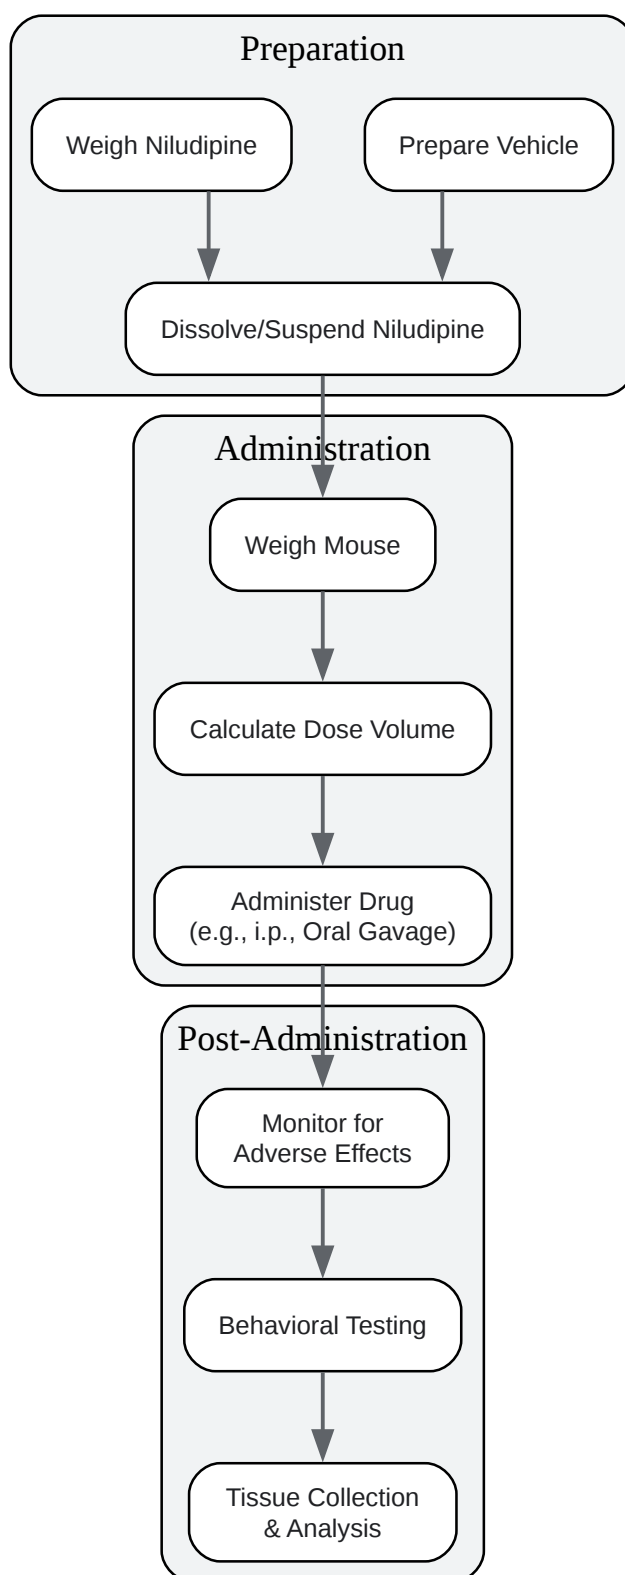 Preparation
Weigh Niludipine
Prepare Vehicle
Dissolve/Suspend Niludipine
Administration
Weigh Mouse
Calculate Dose Volume
Administer Drug
(e.g., i.p., Oral Gavage)
Post-Administration
Monitor for
Adverse Effects
Behavioral Testing
Tissue Collection
& Analysis